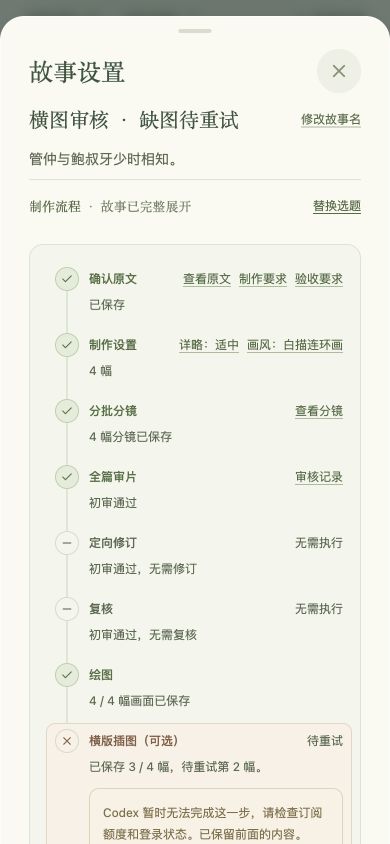 故事设置
横图审核 · 缺图待重试 修改故事名
管仲与鲍叔牙少时相知。
制作流程 · 故事已完整展开 替换选题
确认原文 查看原文 制作要求 验收要求
已保存
制作设置 详略：适中 画风：白描连环画
4 幅
分批分镜 查看分镜
4 幅分镜已保存
全篇审片 审核记录
初审通过
定向修订 无需执行
初审通过，无需修订
复核 无需执行
初审通过，无需复核
绘图
4 / 4 幅画面已保存
横版插图（可选） 待重试
已保存 3 / 4 幅，待重试第 2 幅。
Codex 暂时无法完成这一步，请检查订阅
额度和登录状态。已保留前面的内容。